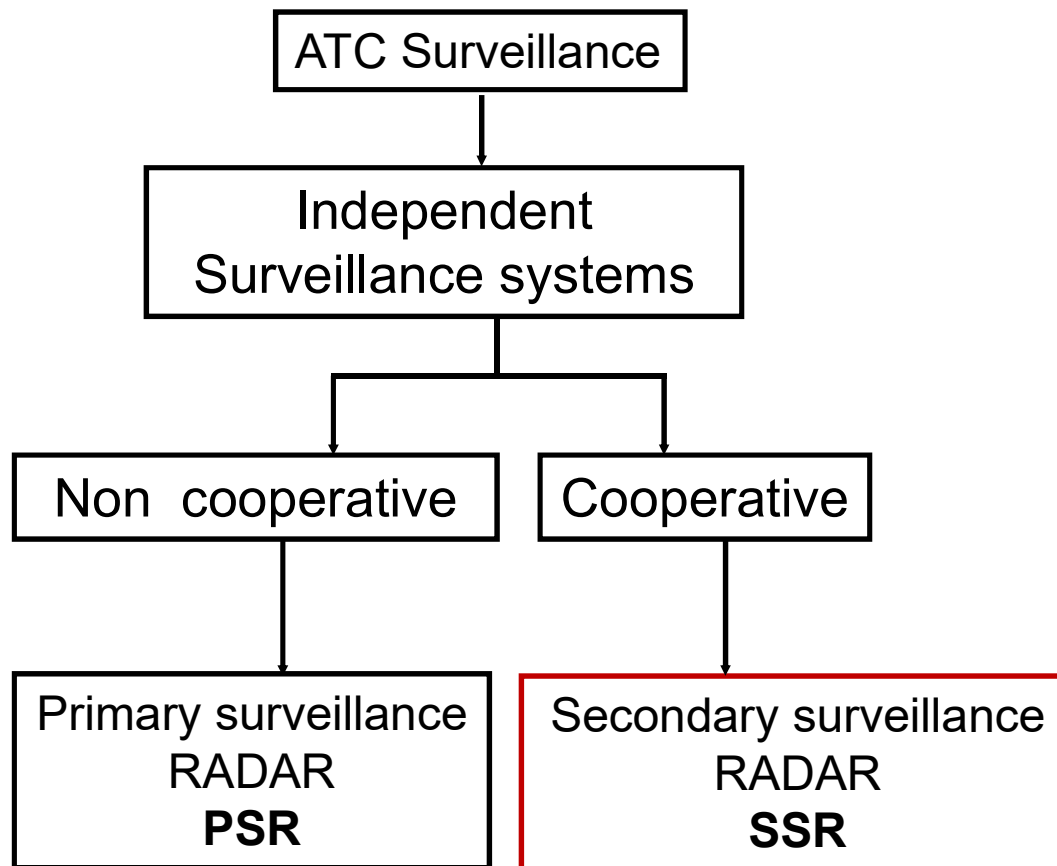 ATC Surveillance
Independent
Surveillance systems
Non cooperative
Cooperative
Primary surveillance
RADAR
PSR
Secondary surveillance
RADAR
SSR